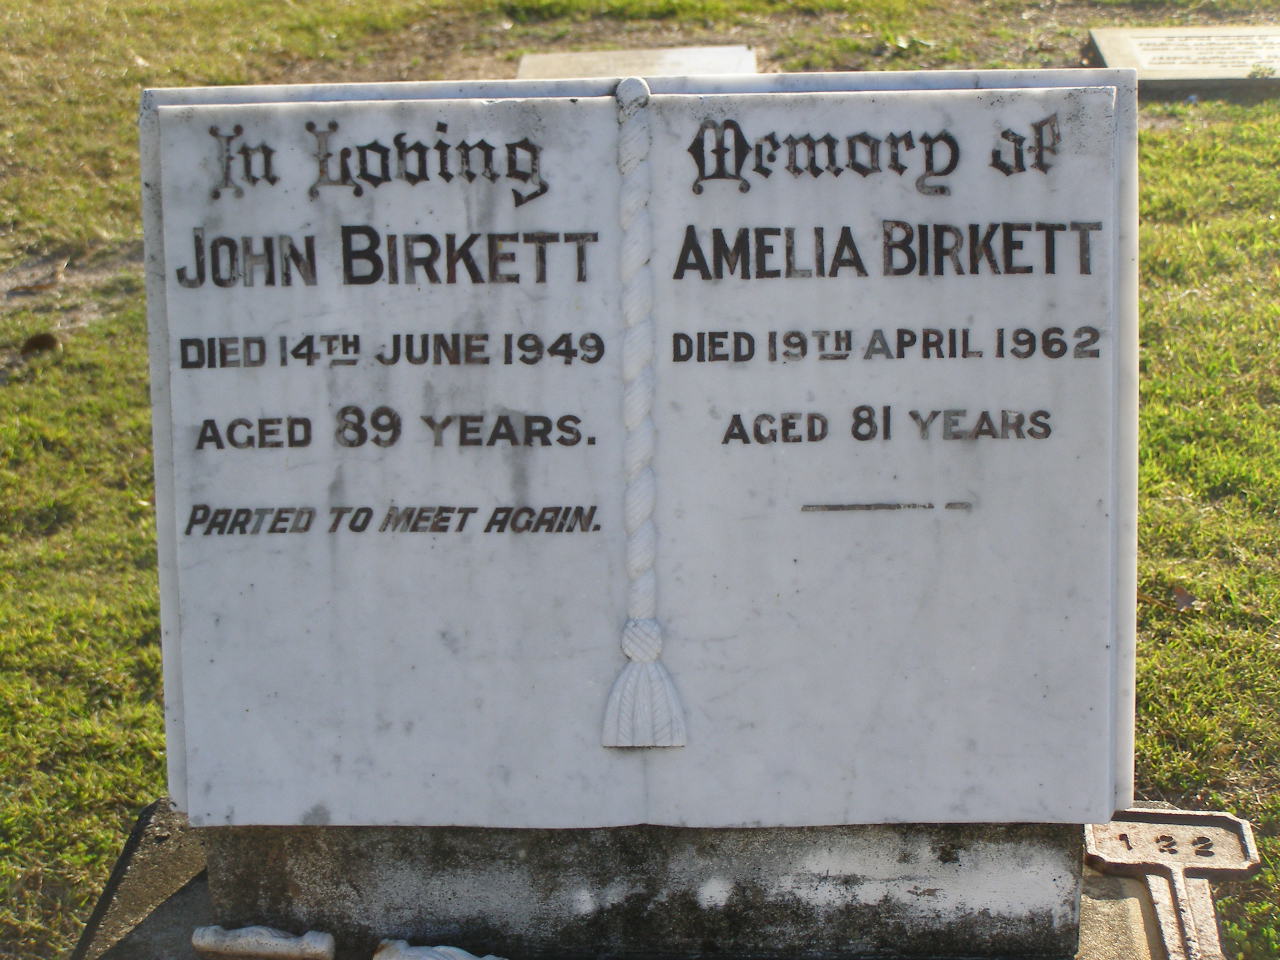 In Loving Memory of
JOHN BIRKETT
DIED 14TH JUNE 1949
AGED 89 YEARS.
PARTED TO MEET AGAIN.
AMELIA BIRKETT
DIED 19TH APRIL 1962
AGED 81 YEARS
122